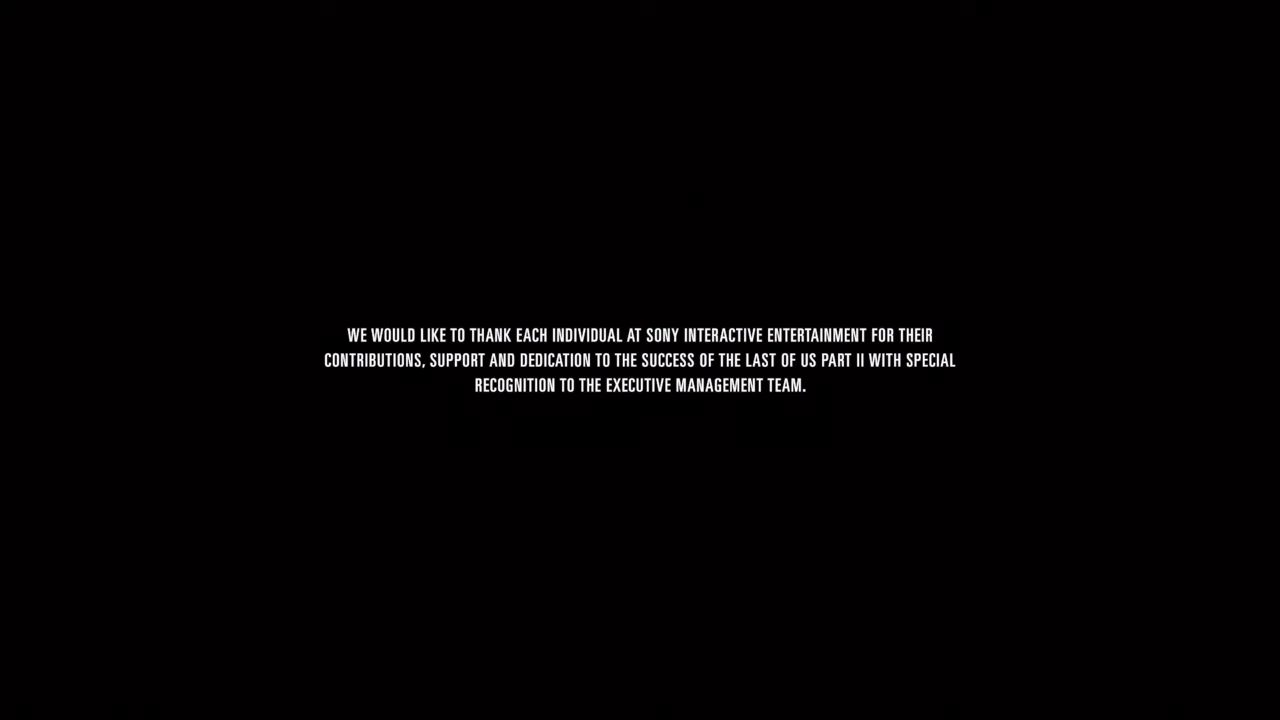 WE WOULD LIKE TO THANK EACH INDIVIDUAL AT SONY INTERACTIVE ENTERTAINMENT FOR THEIR
CONTRIBUTIONS, SUPPORT AND DEDICATION TO THE SUCCESS OF THE LAST OF US PART II WITH SPECIAL
RECOGNITION TO THE EXECUTIVE MANAGEMENT TEAM.